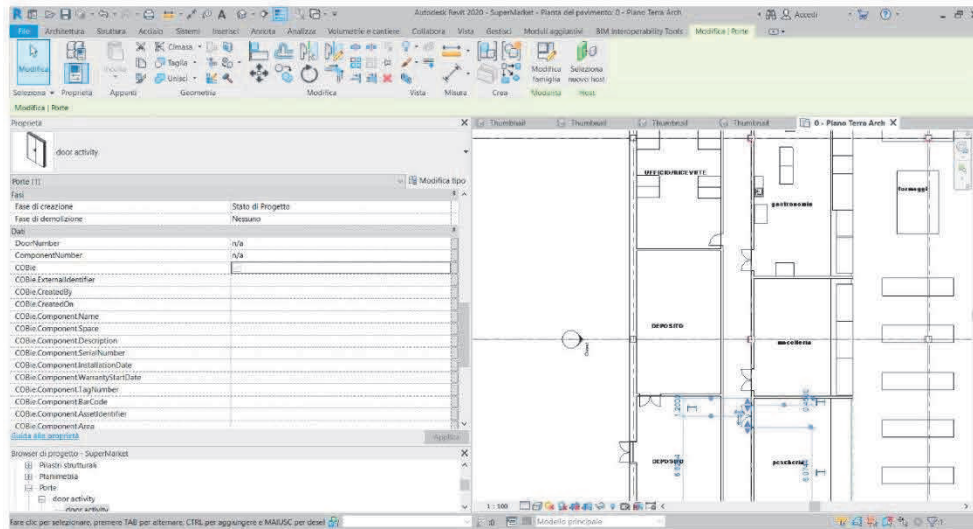 Autodesk Revit 2020 - SuperMarket - Pianta del pavimento: 0 - Piano Terra Arch
Accedi
File Architettura Struttura Acciaio Sistemi Inserisci Annota Analizza Volumetrie e cantiere Collabora Vista Gestisci Moduli aggiuntivi BIM Interoperability Tools Modifica | Porte
Modifica
Incolla
Cimasa
Taglia
Unisci
Modifica famiglia
Seleziona nuovo host
Seleziona Proprietà Appunti Geometria Modifica Vista Misura Crea Modalità Host
Modifica | Porte
Proprietà
door activity
Porte (1)
Modifica tipo
Fasi
Fase di creazione Stato di Progetto
Fase di demolizione Nessuno
Dati
DoorNumber n/a
ComponentNumber n/a
COBie
COBie.ExternalIdentifier
COBie.CreatedBy
COBie.CreatedOn
COBie.Component.Name
COBie.Component.Space
COBie.Component.Description
COBie.Component.SerialNumber
COBie.Component.InstallationDate
COBie.Component.WarrantyStartDate
COBie.Component.TagNumber
COBie.Component.BarCode
COBie.Component.AssetIdentifier
COBie.Component.Area
Guida alle proprietà
Applica
Browser di progetto - SuperMarket
Pilastri strutturali
Planimetria
Porte
door activity
door activity
Fare clic per selezionare, premere TAB per alternare, CTRL per aggiungere e MAIUSC per desel
Thumbnail Thumbnail Thumbnail Thumbnail 0 - Piano Terra Arch
UFFICIO/RICEVITE
gastronomia
formaggi
DEPOSITO
macelleria
DEPOSITO
pescheria
1 : 100
Modello principale